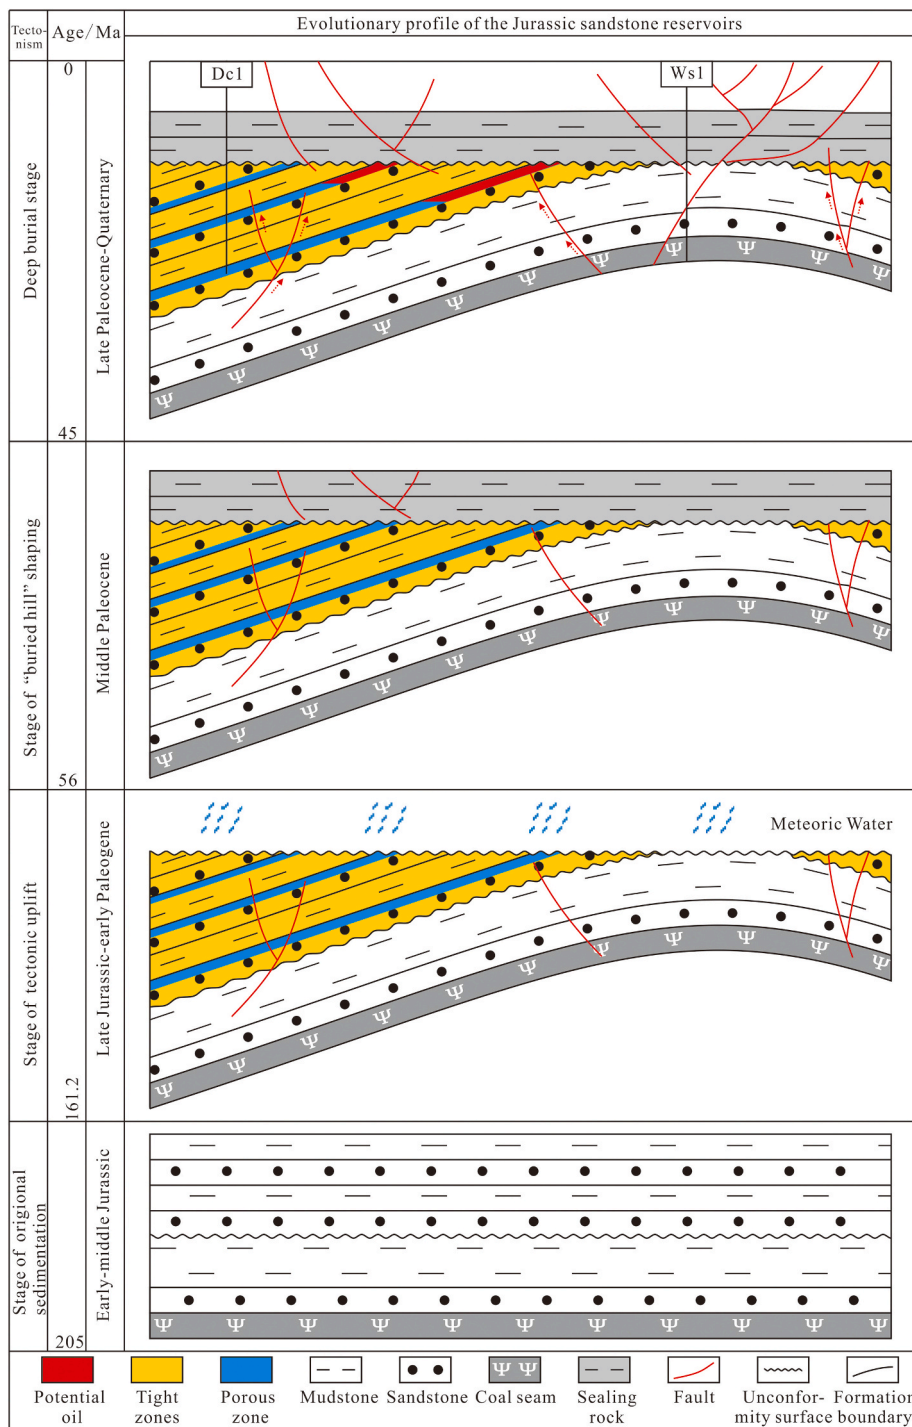 Tecto-
nism
Age/Ma
Evolutionary profile of the Jurassic sandstone reservoirs
Deep burial stage
0
Late Paleocene-Quaternary
45
Dc1
Ws1
Ψ Ψ Ψ Ψ Ψ Ψ Ψ Ψ Ψ Ψ
Stage of “buried hill” shaping
Middle Paleocene
56
Ψ Ψ Ψ Ψ Ψ Ψ Ψ Ψ Ψ Ψ
Stage of tectonic uplift
Late Jurassic-early Paleogene
161.2
Meteoric Water
Ψ Ψ Ψ Ψ Ψ Ψ Ψ Ψ Ψ Ψ
Stage of origional
sedimentation
Early-middle Jurassic
205
Ψ Ψ Ψ Ψ Ψ Ψ Ψ Ψ Ψ Ψ Ψ
Ψ Ψ
Potential
oil
Tight
zones
Porous
zone
Mudstone
Sandstone
Coal seam
Sealing
rock
Fault
Unconfor-
mity surface
Formation
boundary